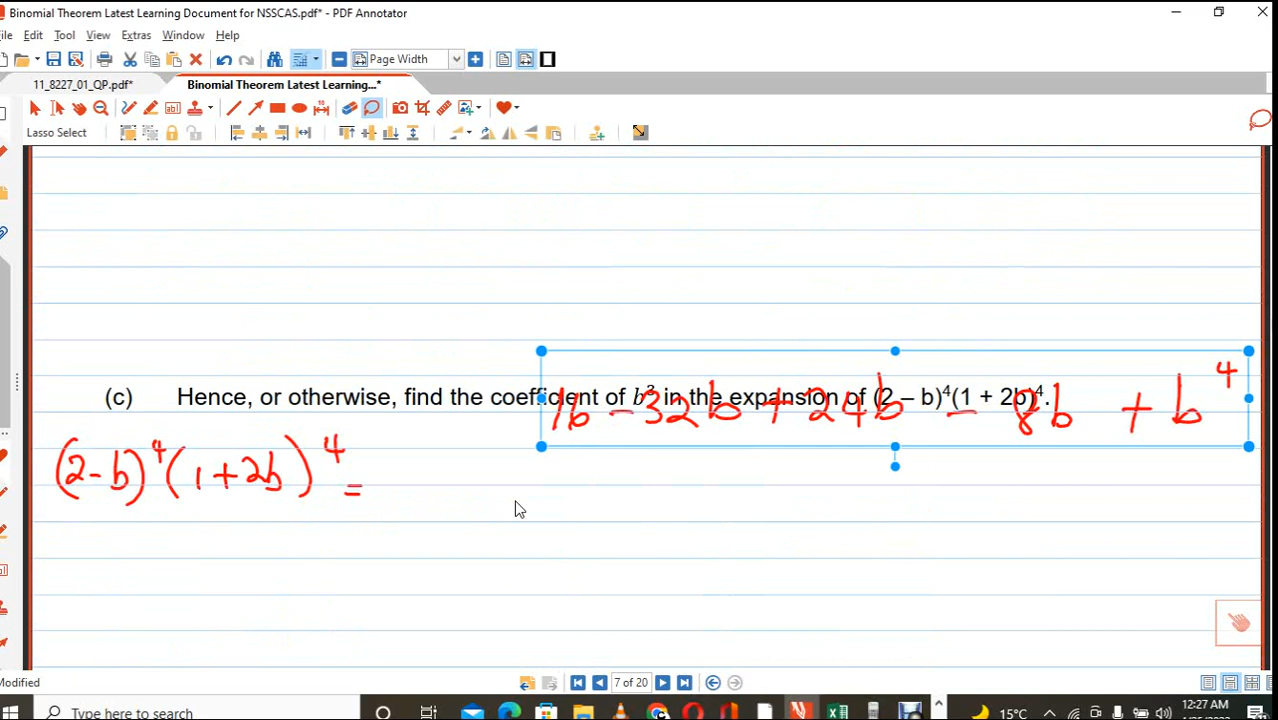 Binomial Theorem Latest Learning Document for NSSCAS.pdf* - PDF Annotator
ile Edit Tool View Extras Window Help
Page Width
11_8227_01_QP.pdf* Binomial Theorem Latest Learning...*
Lasso Select
(c) Hence, or otherwise, find the coefficient of b³ in the expansion of (2 – b)⁴(1 + 2b)⁴.
16 - 32b + 24b - 8b + b⁴
(2-b)⁴(1+2b)⁴ =
Modified
7 of 20
12:27 AM
Type here to search
15°C